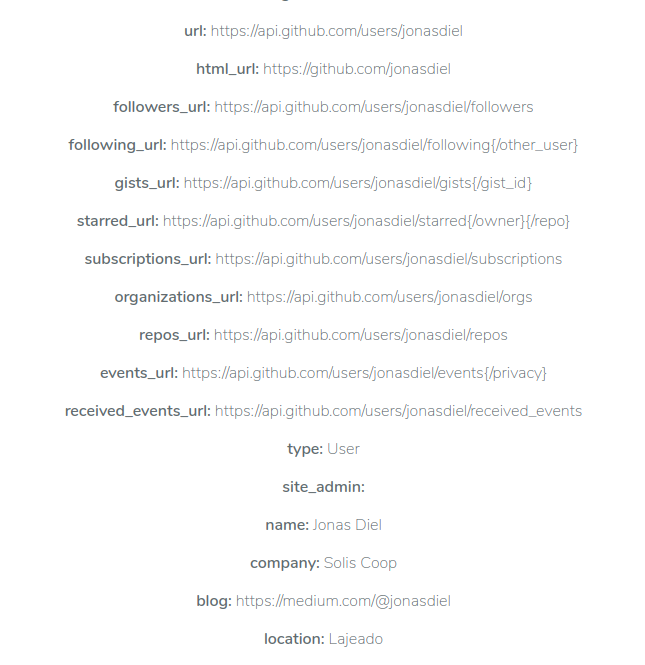 url: https://api.github.com/users/jonasdiel
html_url: https://github.com/jonasdiel
followers_url: https://api.github.com/users/jonasdiel/followers
following_url: https://api.github.com/users/jonasdiel/following{/other_user}
gists_url: https://api.github.com/users/jonasdiel/gists{/gist_id}
starred_url: https://api.github.com/users/jonasdiel/starred{/owner}{/repo}
subscriptions_url: https://api.github.com/users/jonasdiel/subscriptions
organizations_url: https://api.github.com/users/jonasdiel/orgs
repos_url: https://api.github.com/users/jonasdiel/repos
events_url: https://api.github.com/users/jonasdiel/events{/privacy}
received_events_url: https://api.github.com/users/jonasdiel/received_events
type: User
site_admin:
name: Jonas Diel
company: Solis Coop
blog: https://medium.com/@jonasdiel
location: Lajeado